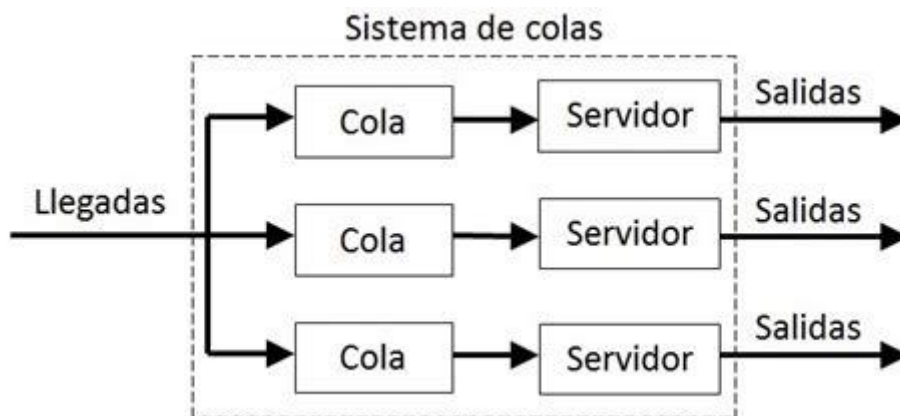 Sistema de colas
Cola
Servidor
Salidas
Llegadas
Cola
Servidor
Salidas
Cola
Servidor
Salidas